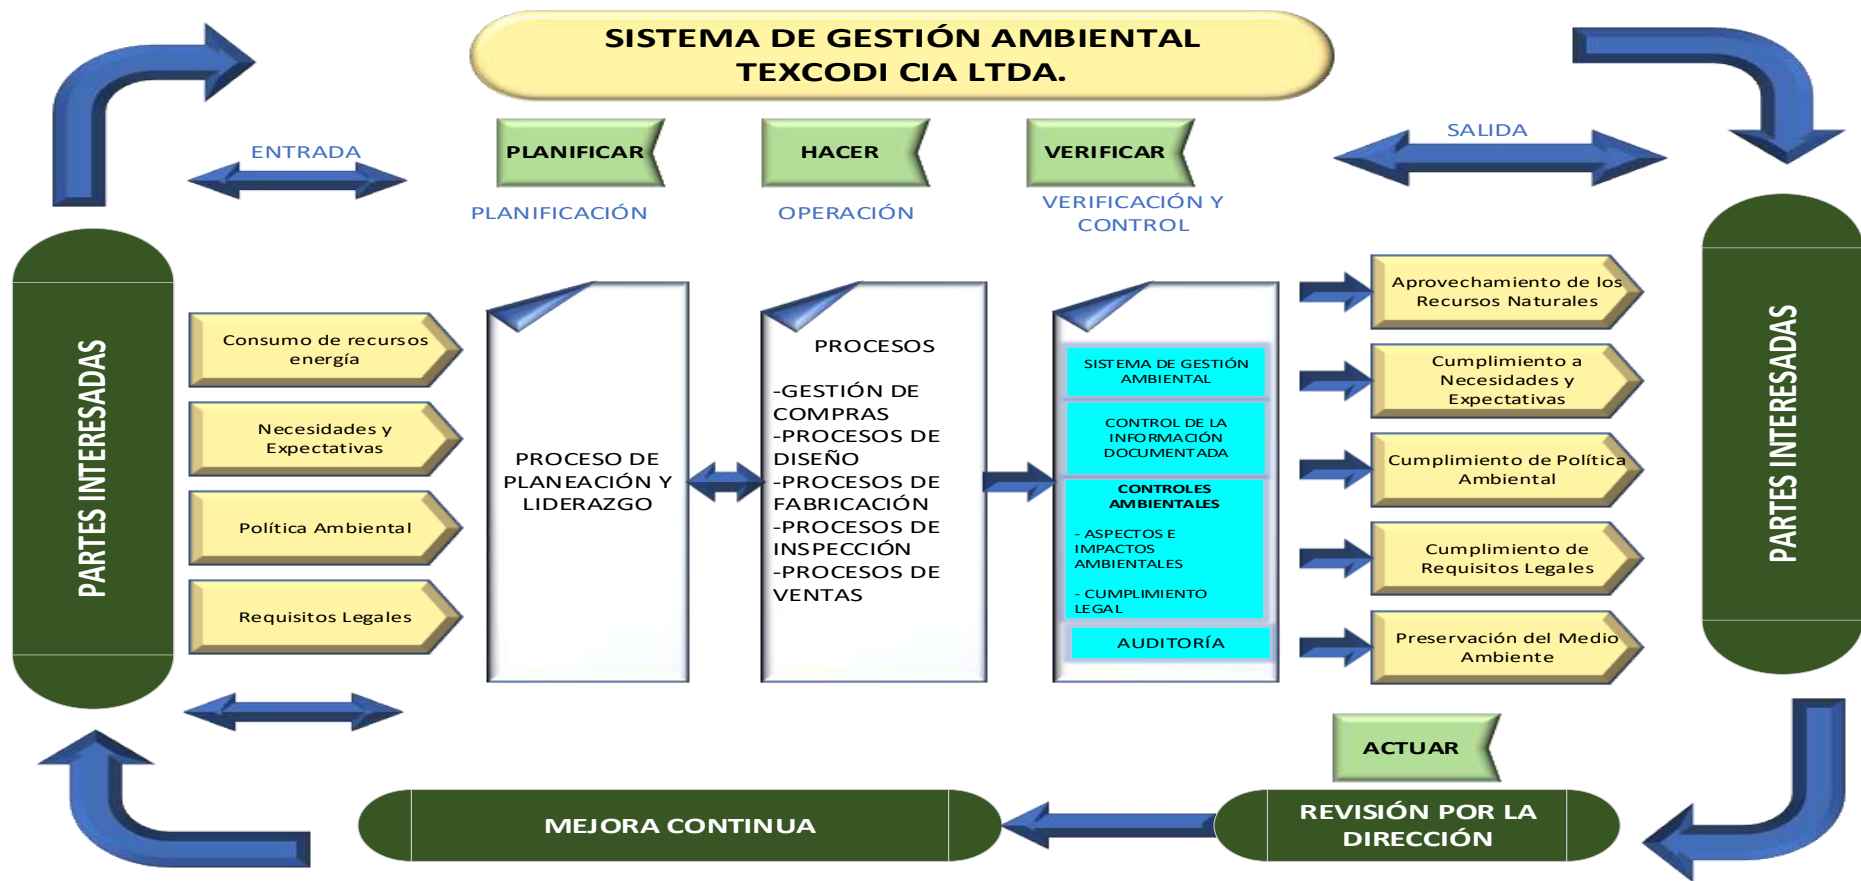 SISTEMA DE GESTIÓN AMBIENTAL
TEXCODI CIA LTDA.
ENTRADA
PLANIFICAR
HACER
VERIFICAR
SALIDA
PLANIFICACIÓN
OPERACIÓN
VERIFICACIÓN Y
CONTROL
PARTES INTERESADAS
Consumo de recursos
energía
Necesidades y
Expectativas
Política Ambiental
Requisitos Legales
PROCESO DE
PLANEACIÓN Y
LIDERAZGO
PROCESOS
-GESTIÓN DE
COMPRAS
-PROCESOS DE
DISEÑO
-PROCESOS DE
FABRICACIÓN
-PROCESOS DE
INSPECCIÓN
-PROCESOS DE
VENTAS
SISTEMA DE GESTIÓN
AMBIENTAL
CONTROL DE LA
INFORMACIÓN
DOCUMENTADA
CONTROLES
AMBIENTALES
- ASPECTOS E
IMPACTOS
AMBIENTALES
- CUMPLIMIENTO
LEGAL
AUDITORÍA
Aprovechamiento de los
Recursos Naturales
Cumplimiento a
Necesidades y
Expectativas
Cumplimiento de Política
Ambiental
Cumplimiento de
Requisitos Legales
Preservación del Medio
Ambiente
PARTES INTERESADAS
ACTUAR
MEJORA CONTINUA
REVISIÓN POR LA
DIRECCIÓN